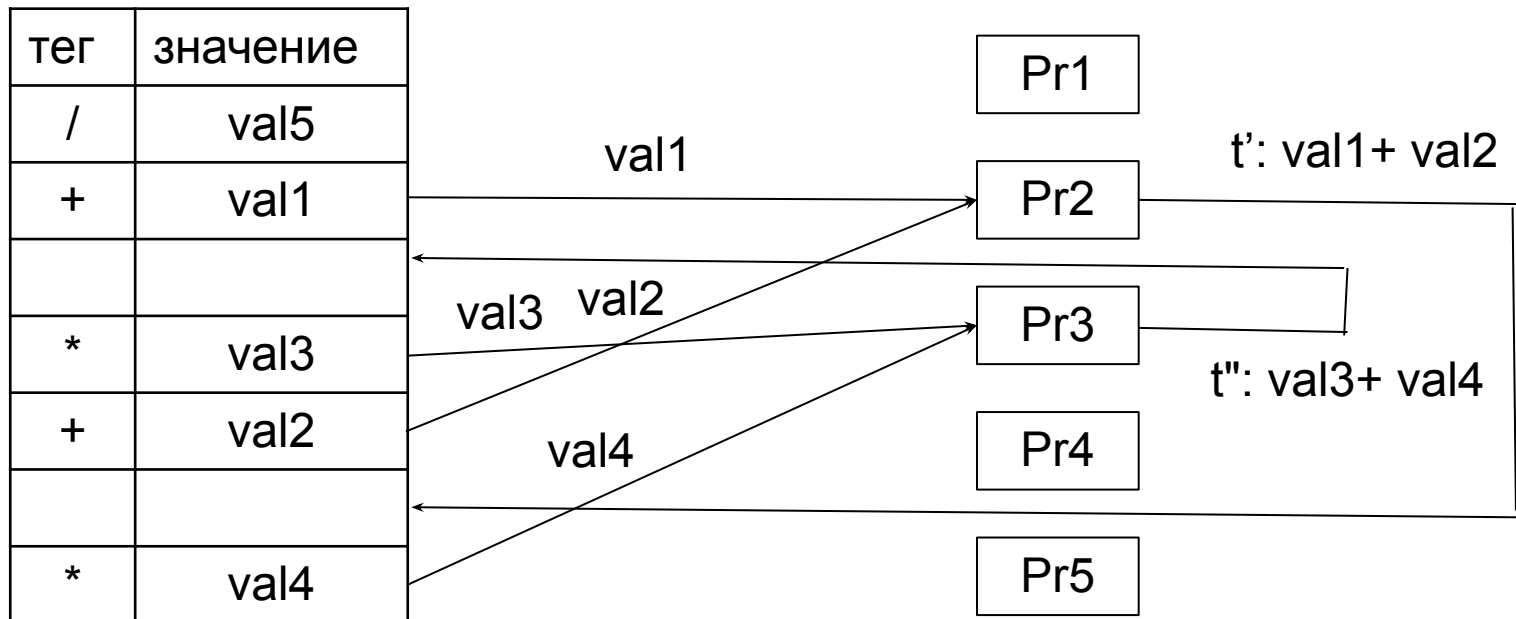 тег значение
/ val5
+ val1
* val3
+ val2
* val4
val1
val3 val2
val4
Pr1
Pr2
Pr3
Pr4
Pr5
t’: val1+ val2
t": val3+ val4